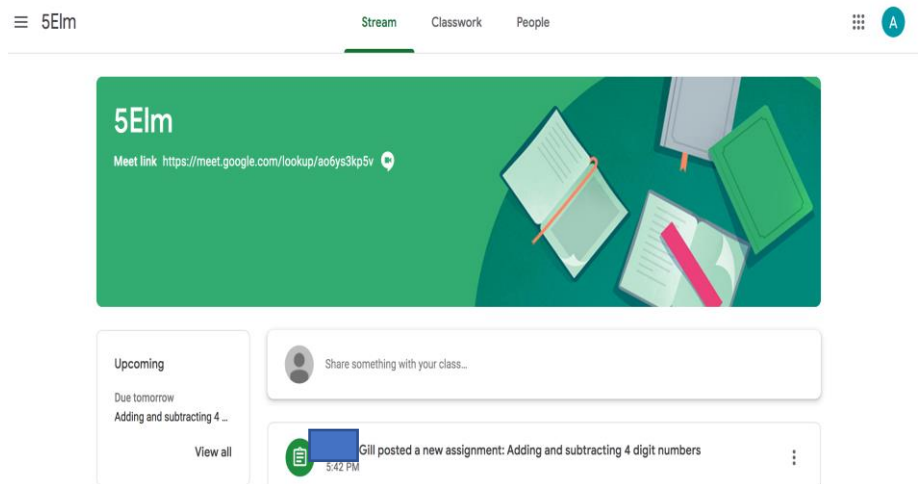 5Elm
Stream Classwork People
A
5Elm
Meet link https://meet.google.com/lookup/ao6ys3kp5v
Upcoming
Due tomorrow
Adding and subtracting 4 ...
View all
Share something with your class...
Gill posted a new assignment: Adding and subtracting 4 digit numbers
5:42 PM